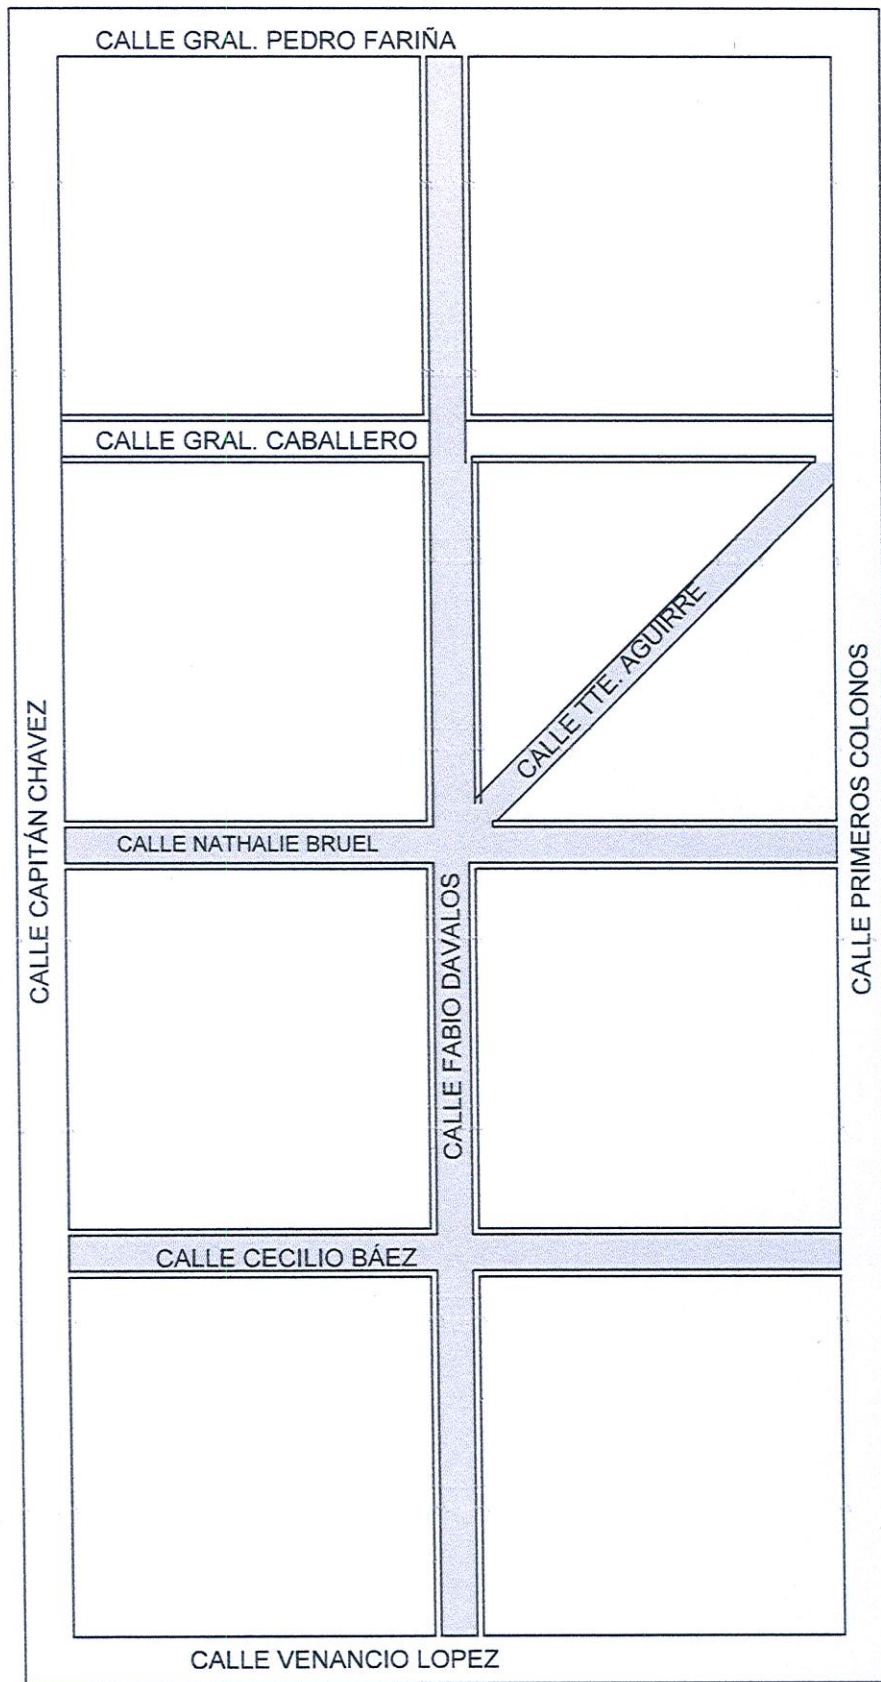 CALLE GRAL. PEDRO FARIÑA
CALLE GRAL. CABALLERO
CALLE TTE. AGUIRRE
CALLE CAPITÁN CHAVEZ
CALLE PRIMEROS COLONOS
CALLE NATHALIE BRUEL
CALLE FABIO DAVALOS
CALLE CECILIO BÁEZ
CALLE VENANCIO LOPEZ